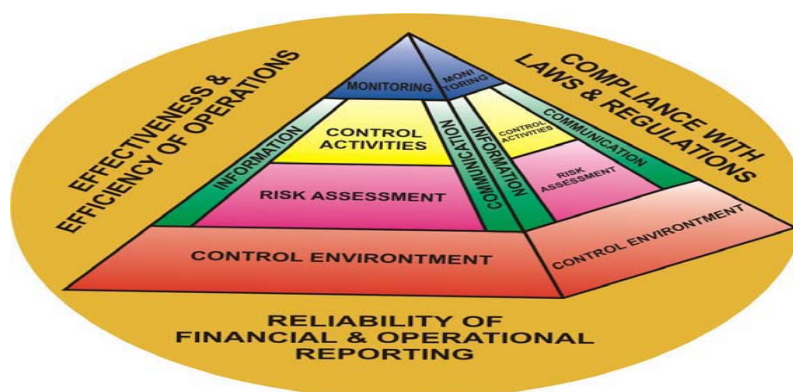 EFFECTIVENESS &
EFFICIENCY OF OPERATIONS
COMPLIANCE WITH
LAWS & REGULATIONS
MONITORING
MONI
TORING
INFORMATION
CONTROL
ACTIVITIES
COMMUNICATION
INFORMATION
CONTROL
ACTIVITIES
COMMUNICATION
RISK ASSESSMENT
RISK
ASSESSMENT
CONTROL ENVIRONTMENT
CONTROL ENVIRONTMENT
RELIABILITY OF
FINANCIAL & OPERATIONAL
REPORTING